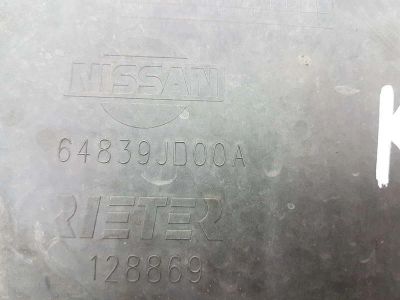 NISSAN
64839JD00A
RIETER
128869
K